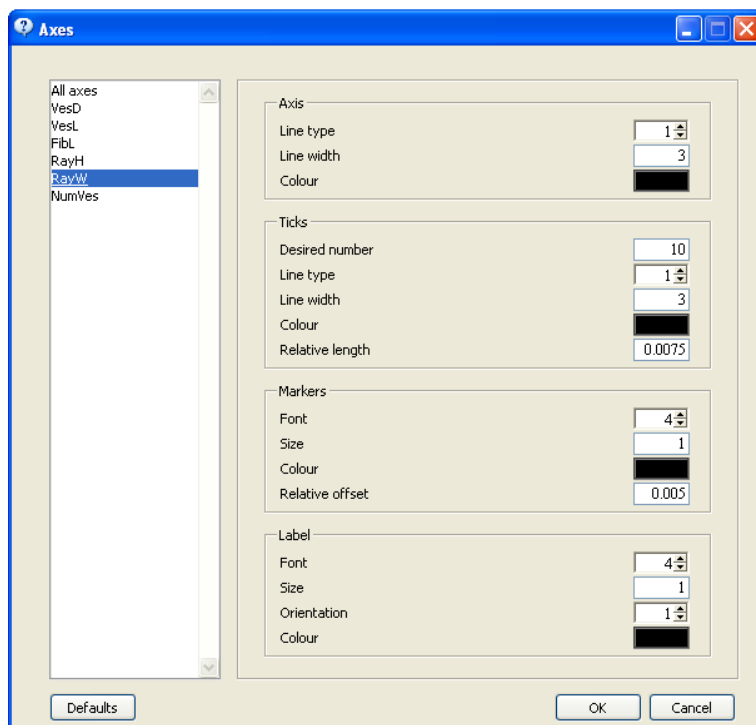 Axes
All axes
VesD
VesL
FibL
RayH
RayW
NumVes
Axis
Line type 1
Line width 3
Colour
Ticks
Desired number 10
Line type 1
Line width 3
Colour
Relative length 0.0075
Markers
Font 4
Size 1
Colour
Relative offset 0.005
Label
Font 4
Size 1
Orientation 1
Colour
Defaults
OK
Cancel